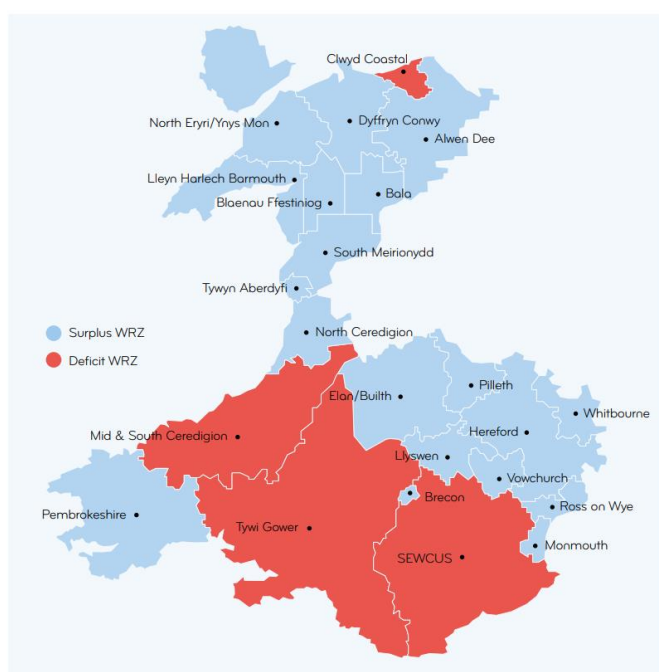 Clwyd Coastal
North Eryri/Ynys Mon
Dyffryn Conwy
Alwen Dee
Lleyn Harlech Barmouth
Bala
Blaenau Ffestiniog
South Meirionydd
Tywyn Aberdyfi
North Ceredigion
Surplus WRZ
Deficit WRZ
Pilleth
Elan/Builth
Whitbourne
Hereford
Mid & South Ceredigion
Llyswen
Vowchurch
Brecon
Ross on Wye
Pembrokeshire
Tywi Gower
Monmouth
SEWCUS